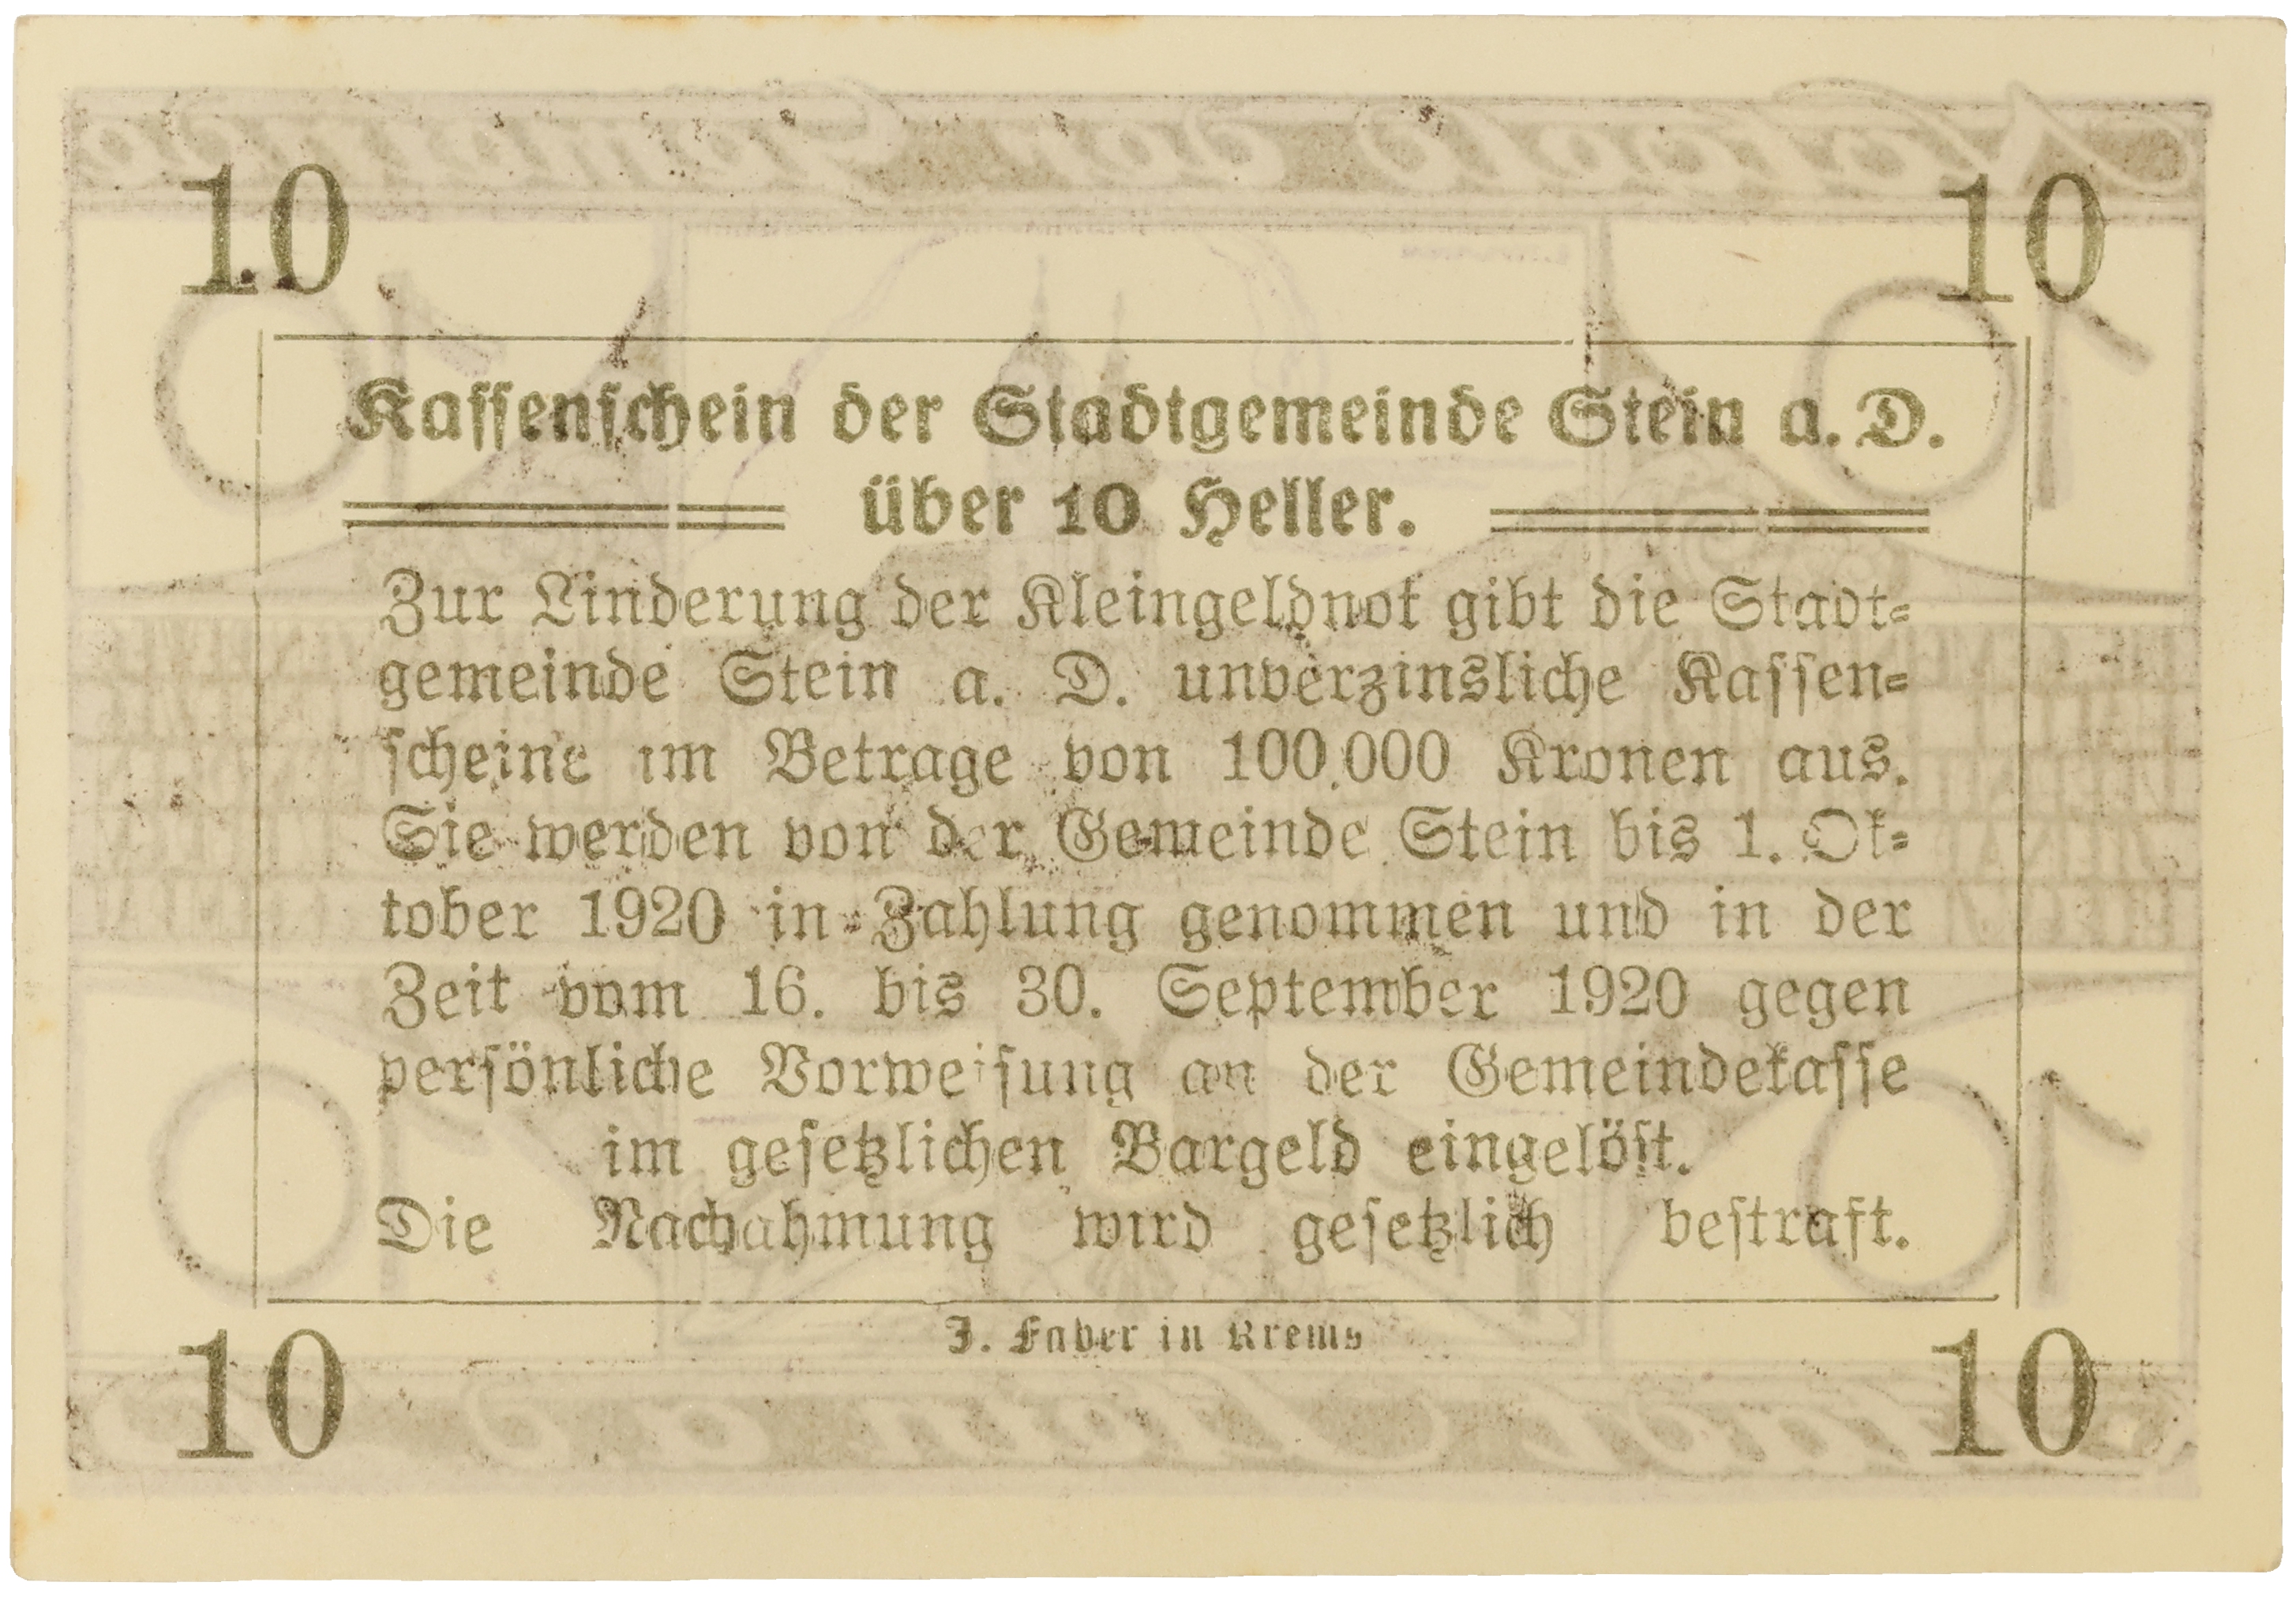 10 10
Kassenschein der Stadtgemeinde Stein a. D.
über 10 Heller.
Zur Linderung der Kleingeldnot gibt die Stadt-
gemeinde Stein a. D. unverzinsliche Kassen-
scheine im Betrage von 100.000 Kronen aus.
Sie werden von der Gemeinde Stein bis 1. Ok-
tober 1920 in Zahlung genommen und in der
Zeit vom 16. bis 30. September 1920 gegen
persönliche Vorweisung an der Gemeindekasse
im gesetzlichen Bargeld eingelöst.
Die Nachahmung wird gesetzlich bestraft.
J. Faber in Krems
10 10